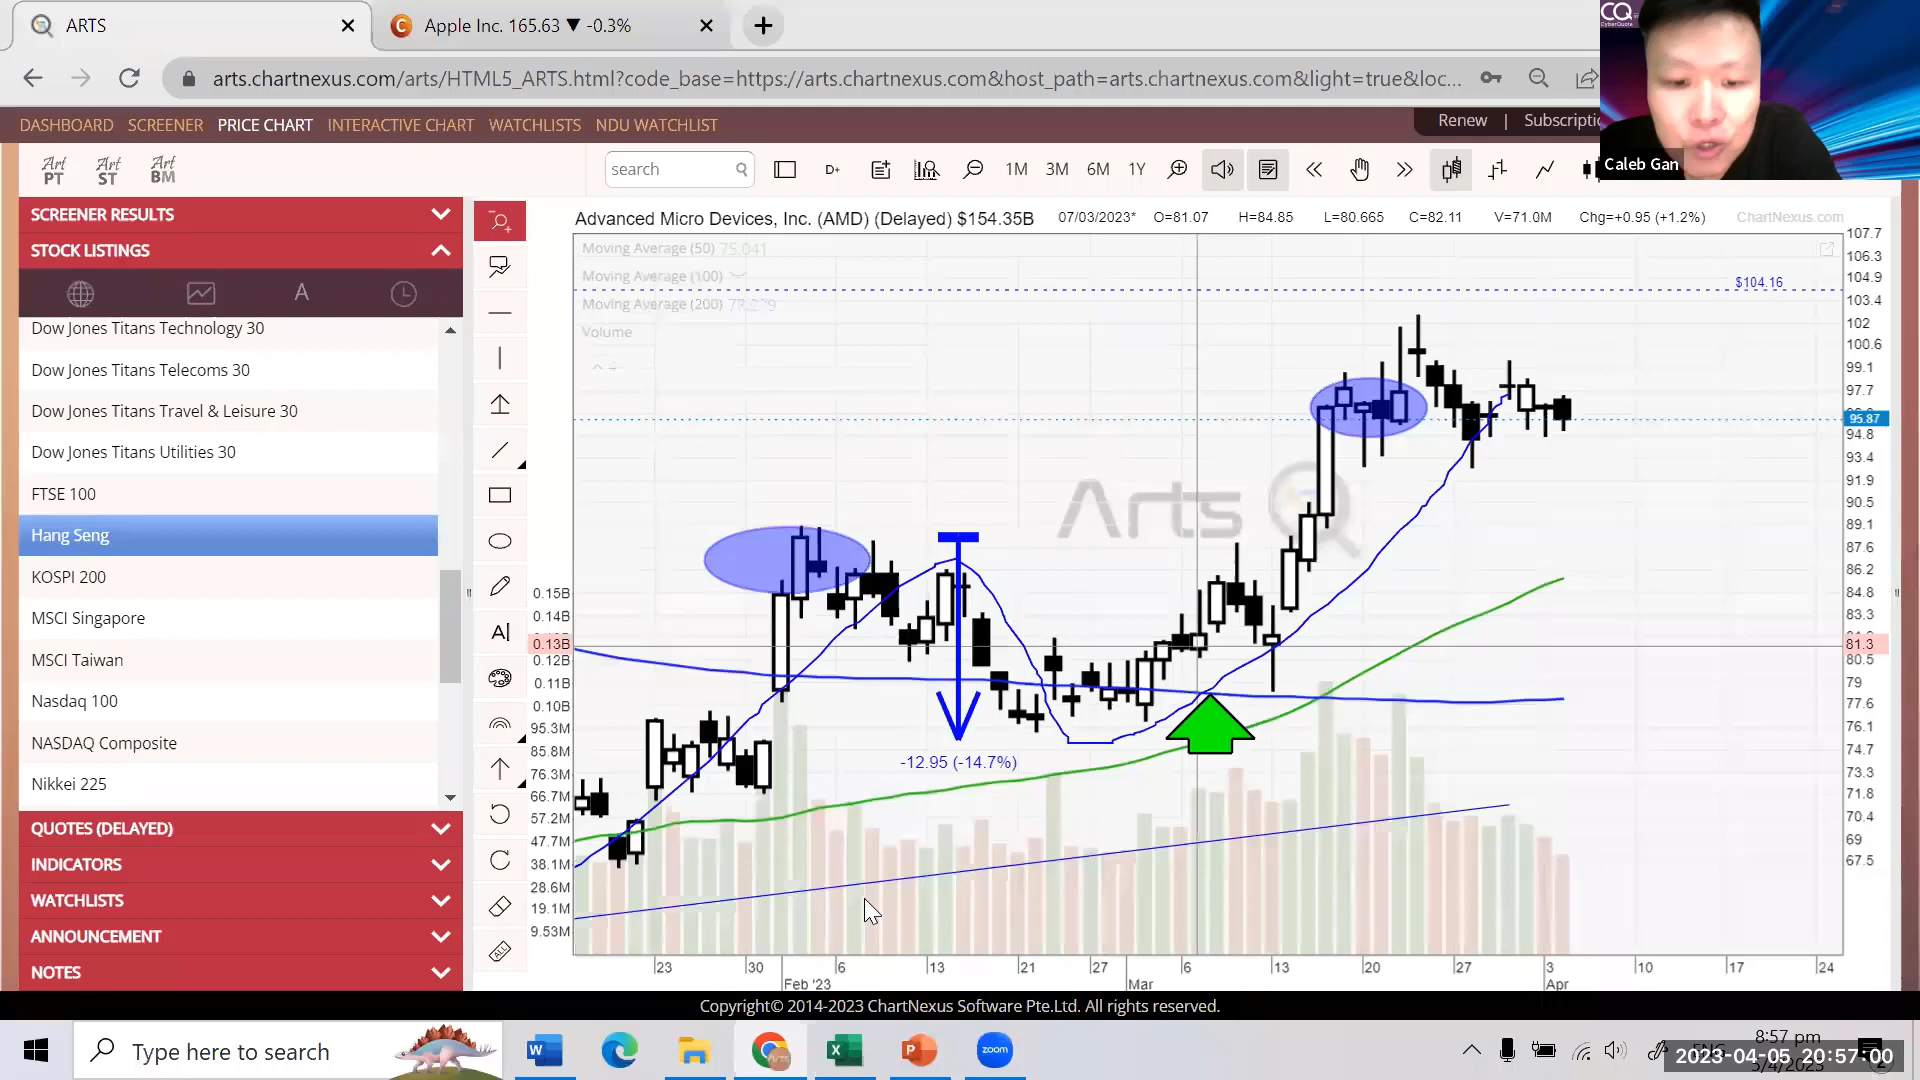 ARTS
Apple Inc. 165.63 ▼ -0.3%
arts.chartnexus.com/arts/HTML5_ARTS.html?code_base=https://arts.chartnexus.com&host_path=arts.chartnexus.com&light=true&loc...
CQ
CyberQuote
Caleb Gan
DASHBOARD SCREENER PRICE CHART INTERACTIVE CHART WATCHLISTS NDU WATCHLIST
Renew | Subscriptio
Art PT
Art ST
Art BM
search
D+
1M 3M 6M 1Y
SCREENER RESULTS
STOCK LISTINGS
A
Dow Jones Titans Technology 30
Dow Jones Titans Telecoms 30
Dow Jones Titans Travel & Leisure 30
Dow Jones Titans Utilities 30
FTSE 100
Hang Seng
KOSPI 200
MSCI Singapore
MSCI Taiwan
Nasdaq 100
NASDAQ Composite
Nikkei 225
QUOTES (DELAYED)
INDICATORS
WATCHLISTS
ANNOUNCEMENT
NOTES
A|
ALL
Advanced Micro Devices, Inc. (AMD) (Delayed) $154.35B 07/03/2023* O=81.07 H=84.85 L=80.665 C=82.11 V=71.0M Chg=+0.95 (+1.2%) ChartNexus.com
Moving Average (50) 75.041
Moving Average (100)
Moving Average (200)
Volume
$104.16
Arts
-12.95 (-14.7%)
107.7
106.3
104.9
103.4
102
100.6
99.1
97.7
95.87
94.8
93.4
91.9
90.5
89.1
87.6
86.2
84.8
83.3
81.3
80.5
79
77.6
76.1
74.7
73.3
71.8
70.4
69
67.5
0.15B
0.14B
0.13B
0.12B
0.11B
0.10B
95.3M
85.8M
76.3M
66.7M
57.2M
47.7M
38.1M
28.6M
19.1M
9.53M
23 30 6 13 21 27 6 13 20 27 3 10 17 24
Feb '23 Mar Apr
Copyright© 2014-2023 ChartNexus Software Pte.Ltd. All rights reserved.
Type here to search
W
X
P
zoom
8:57 pm
2023-04-05 20:57:00